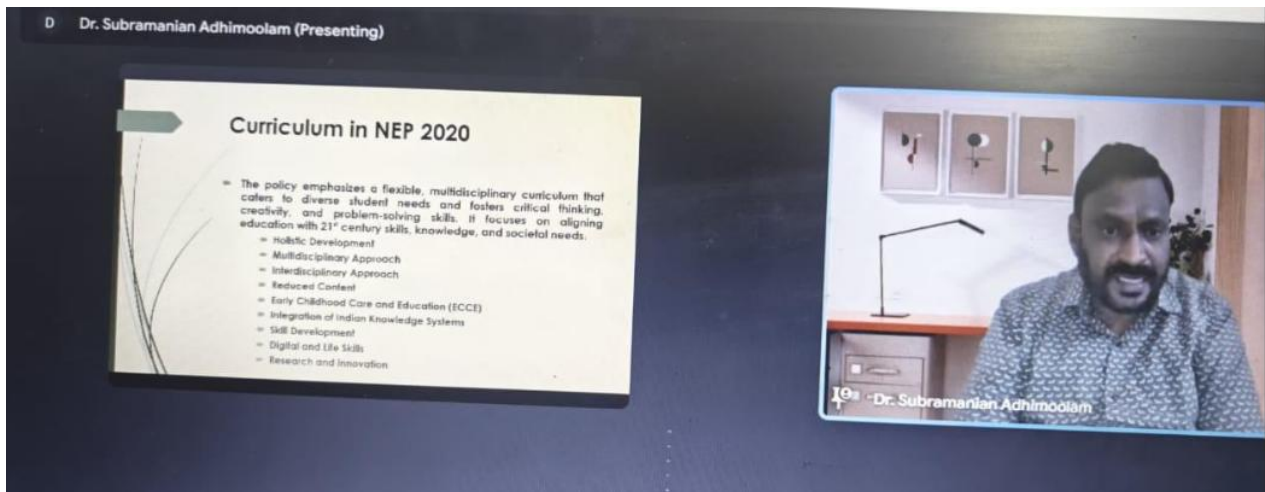 D Dr. Subramanian Adhimoolam (Presenting)
Curriculum in NEP 2020
The policy emphasizes a flexible, multidisciplinary curriculum that
caters to diverse student needs and fosters critical thinking,
creativity, and problem-solving skills. It focuses on aligning
education with 21st century skills, knowledge, and societal needs.
Holistic Development
Multidisciplinary Approach
Interdisciplinary Approach
Reduced Content
Early Childhood Care and Education (ECCE)
Integration of Indian Knowledge Systems
Skill Development
Digital and Life Skills
Research and Innovation
Dr. Subramanian Adhimoolam